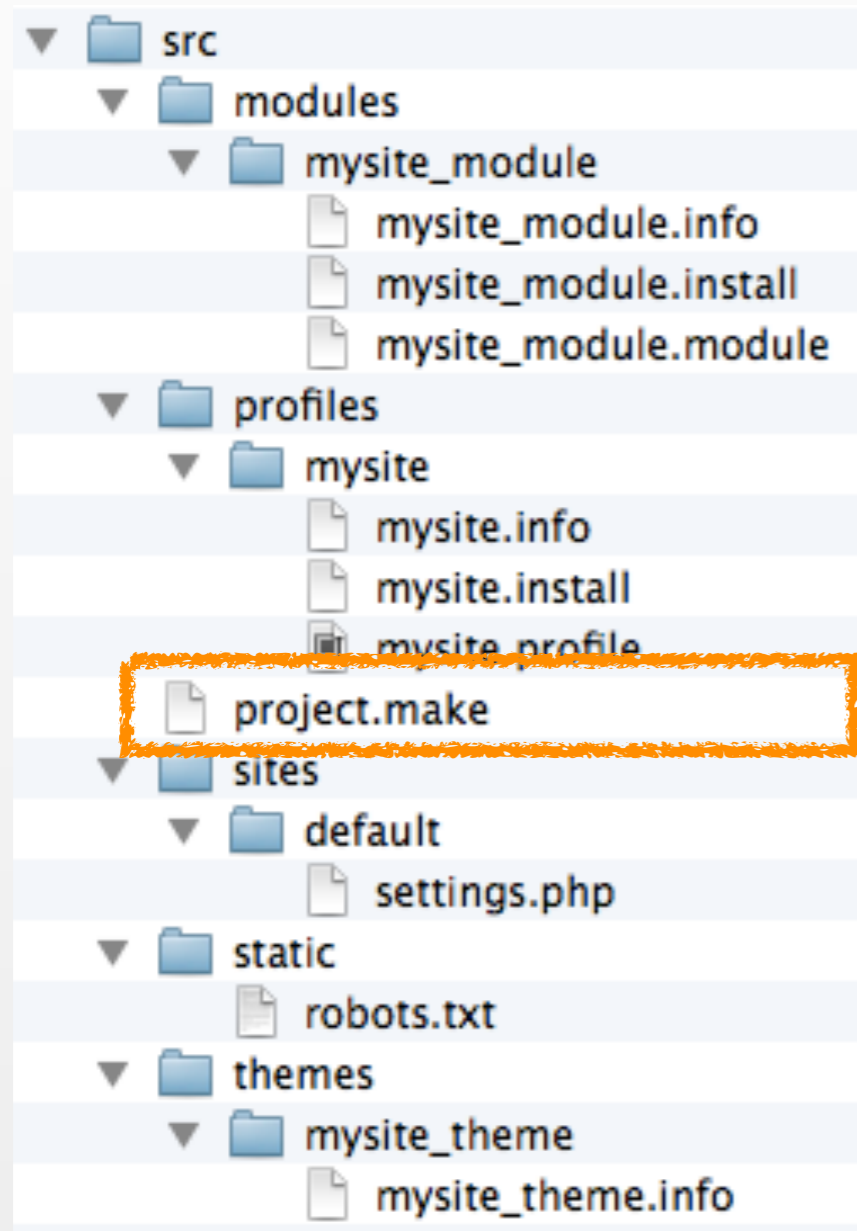 src
modules
mysite_module
mysite_module.info
mysite_module.install
mysite_module.module
profiles
mysite
mysite.info
mysite.install
mysite.profile
project.make
sites
default
settings.php
static
robots.txt
themes
mysite_theme
mysite_theme.info